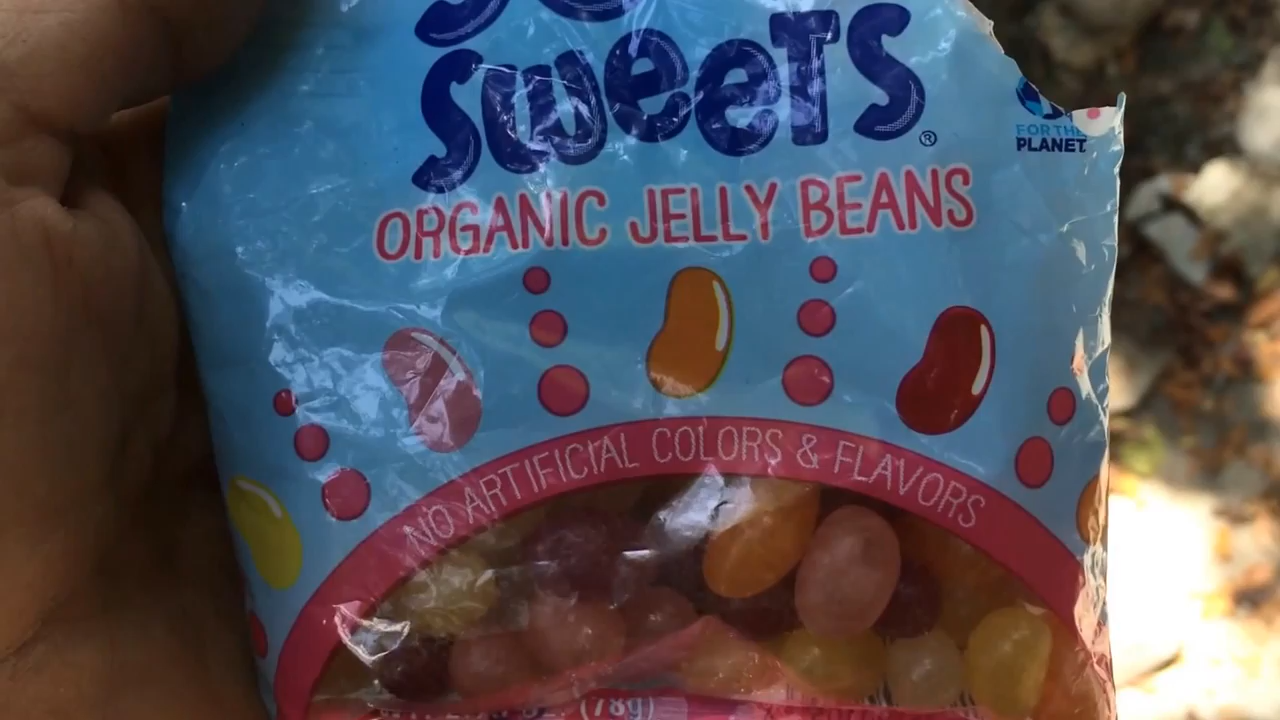 SWEETS®
FOR THE
PLANET.
ORGANIC JELLY BEANS
NO ARTIFICIAL COLORS & FLAVORS
(78g)